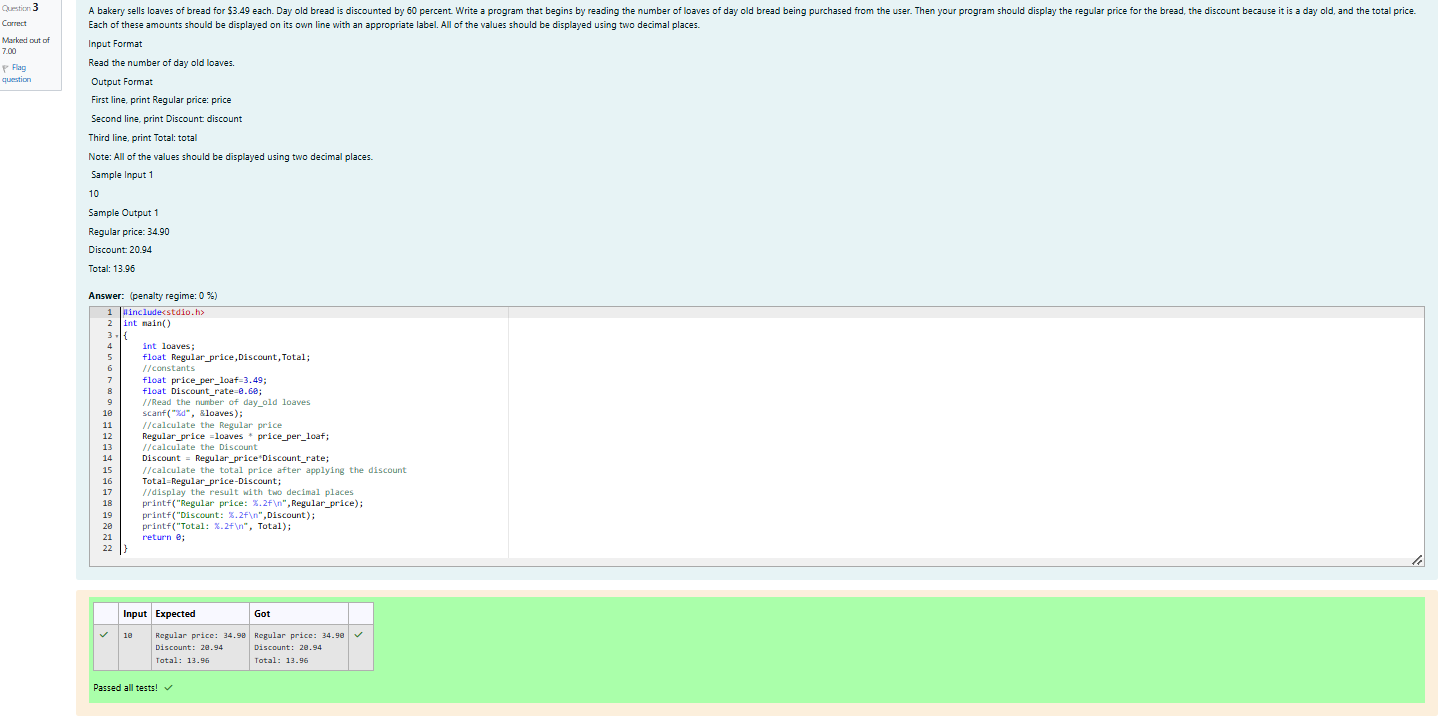 Question 3
Correct
Marked out of
7.00
Flag
question
A bakery sells loaves of bread for $3.49 each. Day old bread is discounted by 60 percent. Write a program that begins by reading the number of loaves of day old bread being purchased from the user. Then your program should display the regular price for the bread, the discount because it is a day old, and the total price.
Each of these amounts should be displayed on its own line with an appropriate label. All of the values should be displayed using two decimal places.
Input Format
Read the number of day old loaves.
Output Format
First line, print Regular price: price
Second line, print Discount: discount
Third line, print Total: total
Note: All of the values should be displayed using two decimal places.
Sample Input 1
10
Sample Output 1
Regular price: 34.90
Discount: 20.94
Total: 13.96
Answer: (penalty regime: 0 %)
1 #include<stdio.h>
2 int main()
3 {
4 int loaves;
5 float Regular_price,Discount,Total;
6 //constants
7 float price_per_loaf=3.49;
8 float Discount_rate=0.60;
9 //Read the number of day_old loaves
10 scanf("%d", &loaves);
11 //calculate the Regular price
12 Regular_price =loaves * price_per_loaf;
13 //calculate the Discount
14 Discount = Regular_price*Discount_rate;
15 //calculate the total price after applying the discount
16 Total=Regular_price-Discount;
17 //display the result with two decimal places
18 printf("Regular price: %.2f\n",Regular_price);
19 printf("Discount: %.2f\n",Discount);
20 printf("Total: %.2f\n", Total);
21 return 0;
22 }
Input Expected Got
10 Regular price: 34.90 Regular price: 34.90
Discount: 20.94 Discount: 20.94
Total: 13.96 Total: 13.96
Passed all tests!